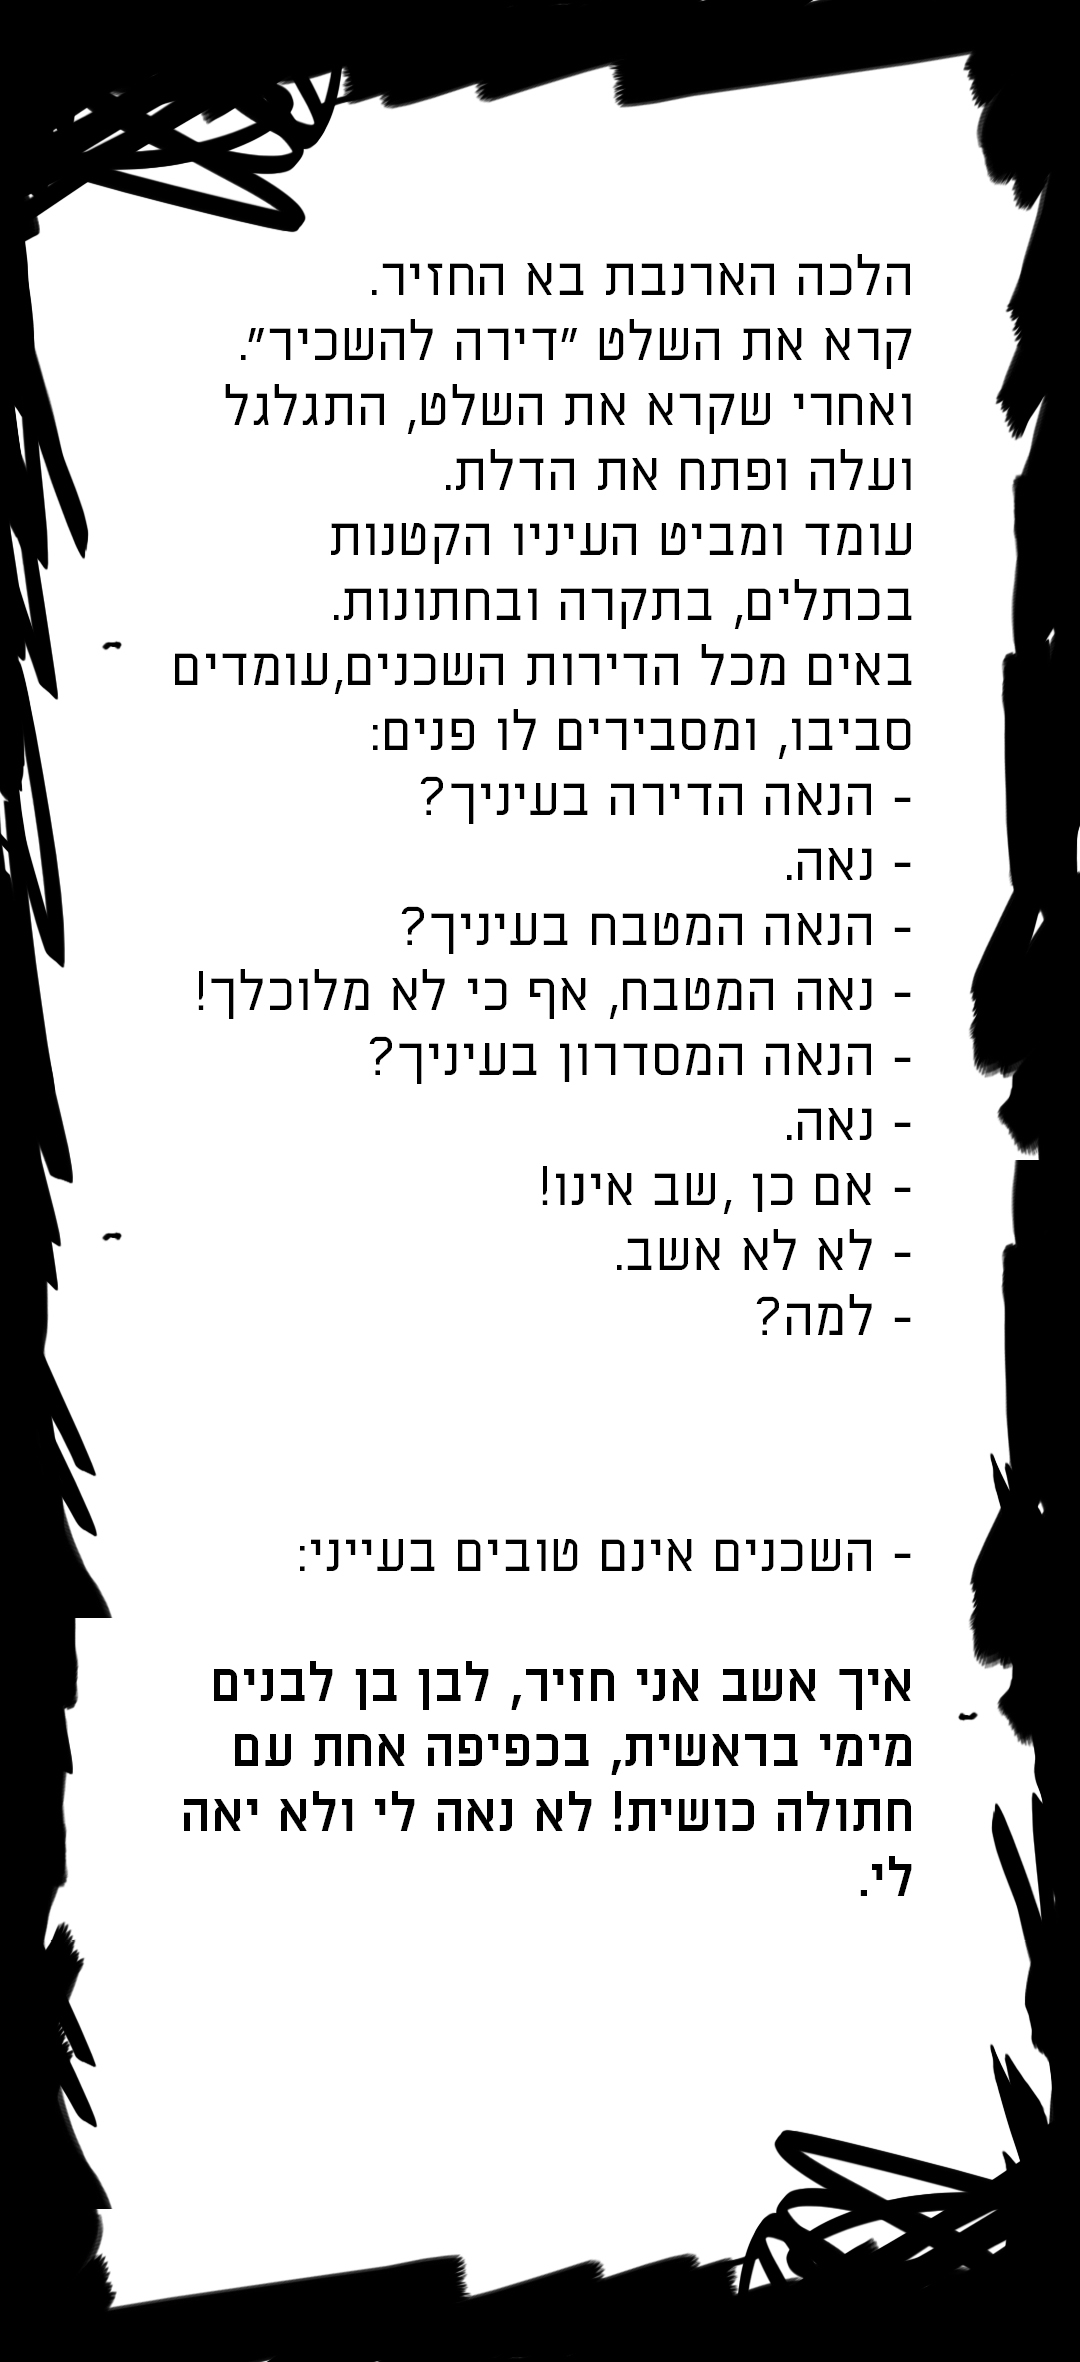 הלכה הארנבת בא החזיר.
קרא את השלט "דירה להשכיר".
ואחרי שקרא את השלט, התגלגל
ועלה ופתח את הדלת.
עומד ומביט העיניו הקטנות
בכתלים, בתקרה ובחתונות.
באים מכל הדירות השכנים,עומדים
סביבו, ומסבירים לו פנים:
- הנאה הדירה בעיניך?
- נאה.
- הנאה המטבח בעיניך?
- נאה המטבח, אף כי לא מלוכלך!
- הנאה המסדרון בעיניך?
- נאה.
- אם כן ,שב אינו!
- לא לא אשב.
- למה?
- השכנים אינם טובים בעייני:
איך אשב אני חזיר, לבן בן לבנים
מימי בראשית, בכפיפה אחת עם
חתולה כושית! לא נאה לי ולא יאה
לי.